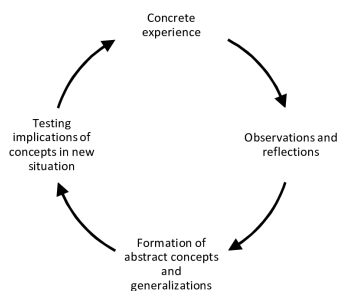 Concrete
experience
Observations and
reflections
Formation of
abstract concepts
and
generalizations
Testing
implications of
concepts in new
situation